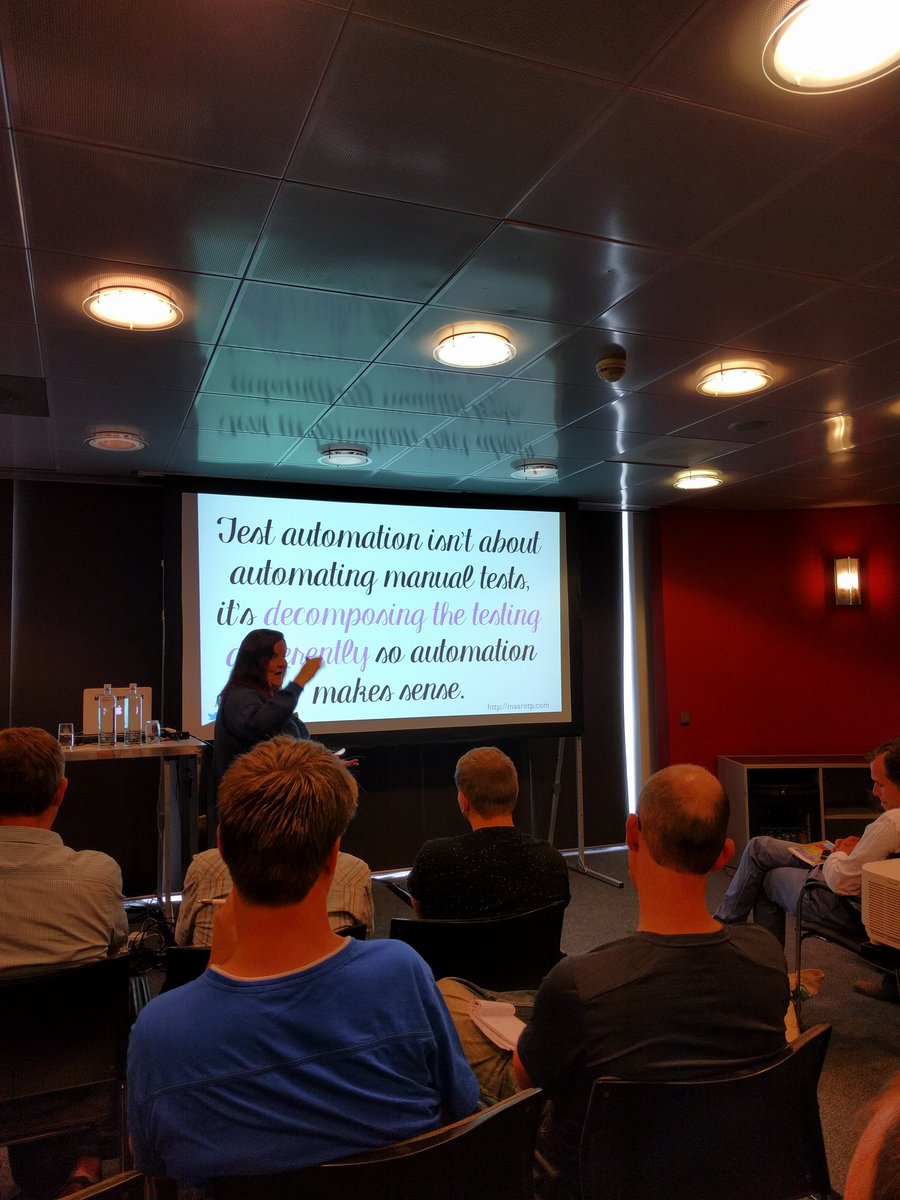 Test automation isn't about
automating manual tests,
it's decomposing the testing
so automation
makes sense.
http://maaretp.com